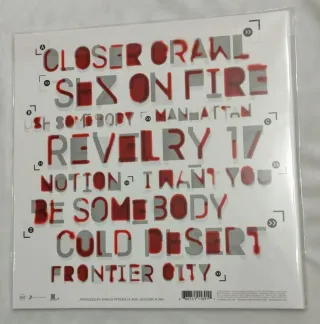 CLOSER CRAWL
SEX ON FIRE
USE SOMEBODY MANHATTAN
REVELRY 17
NOTION I WANT YOU
BE SOMEBODY
COLD DESERT
FRONTIER CITY